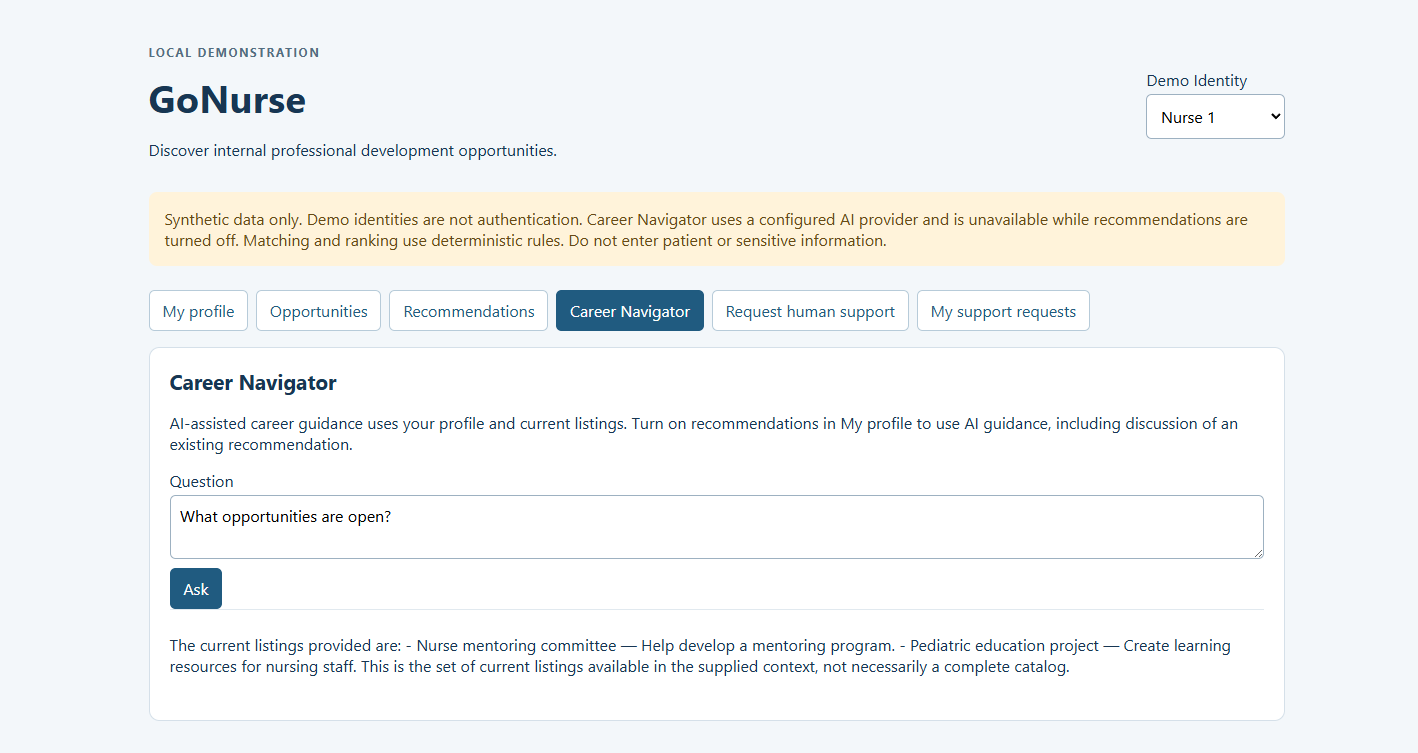 LOCAL DEMONSTRATION
GoNurse
Discover internal professional development opportunities.
Demo Identity
Nurse 1
Synthetic data only. Demo identities are not authentication. Career Navigator uses a configured AI provider and is unavailable while recommendations are
turned off. Matching and ranking use deterministic rules. Do not enter patient or sensitive information.
My profile
Opportunities
Recommendations
Career Navigator
Request human support
My support requests
Career Navigator
AI-assisted career guidance uses your profile and current listings. Turn on recommendations in My profile to use AI guidance, including discussion of an
existing recommendation.
Question
What opportunities are open?
Ask
The current listings provided are: - Nurse mentoring committee — Help develop a mentoring program. - Pediatric education project — Create learning
resources for nursing staff. This is the set of current listings available in the supplied context, not necessarily a complete catalog.